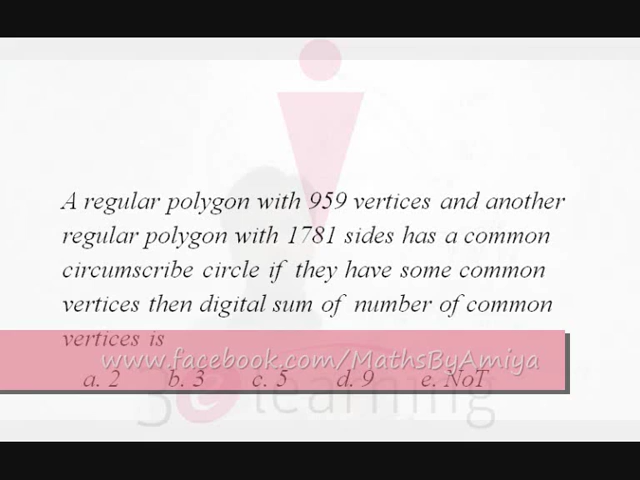 A regular polygon with 959 vertices and another
regular polygon with 1781 sides has a common
circumscribe circle if they have some common
vertices then digital sum of number of common
vertices is
www.facebook.com/MathsByAmiya
a. 2 b. 3 c. 5 d. 9 e. NoT
3e learning